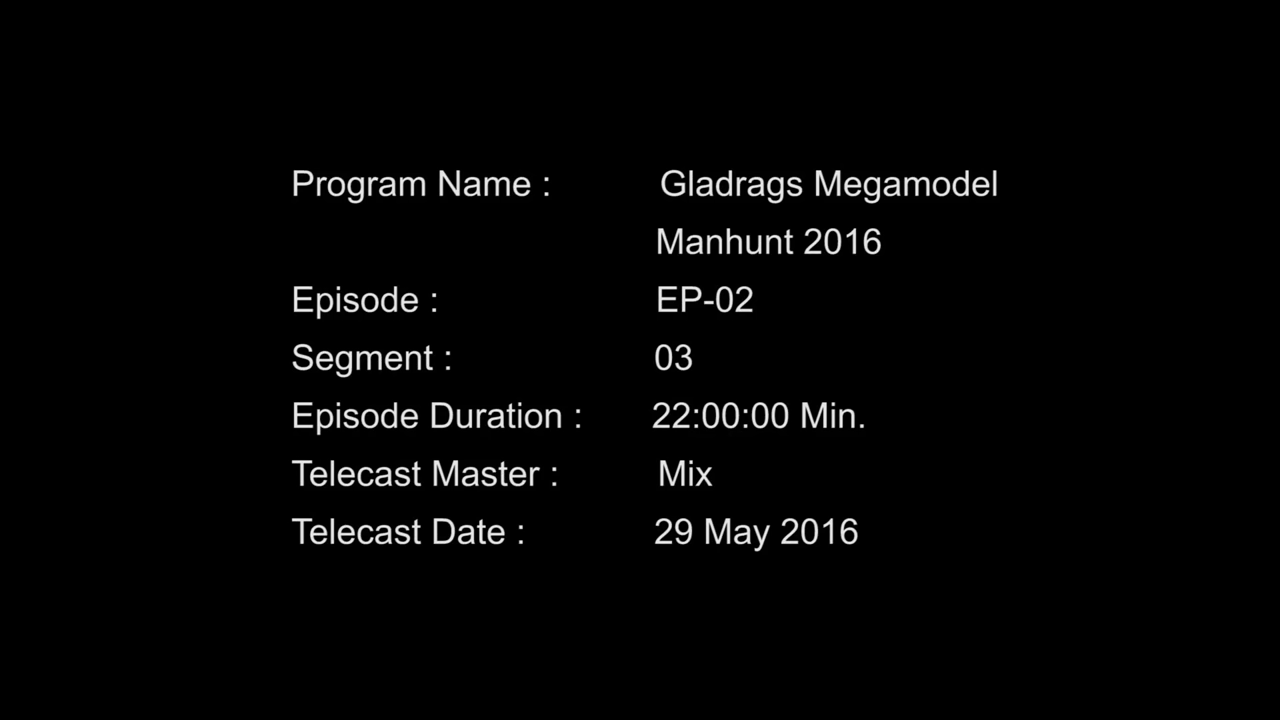 Program Name : Gladrags Megamodel
Manhunt 2016
Episode : EP-02
Segment : 03
Episode Duration : 22:00:00 Min.
Telecast Master : Mix
Telecast Date : 29 May 2016